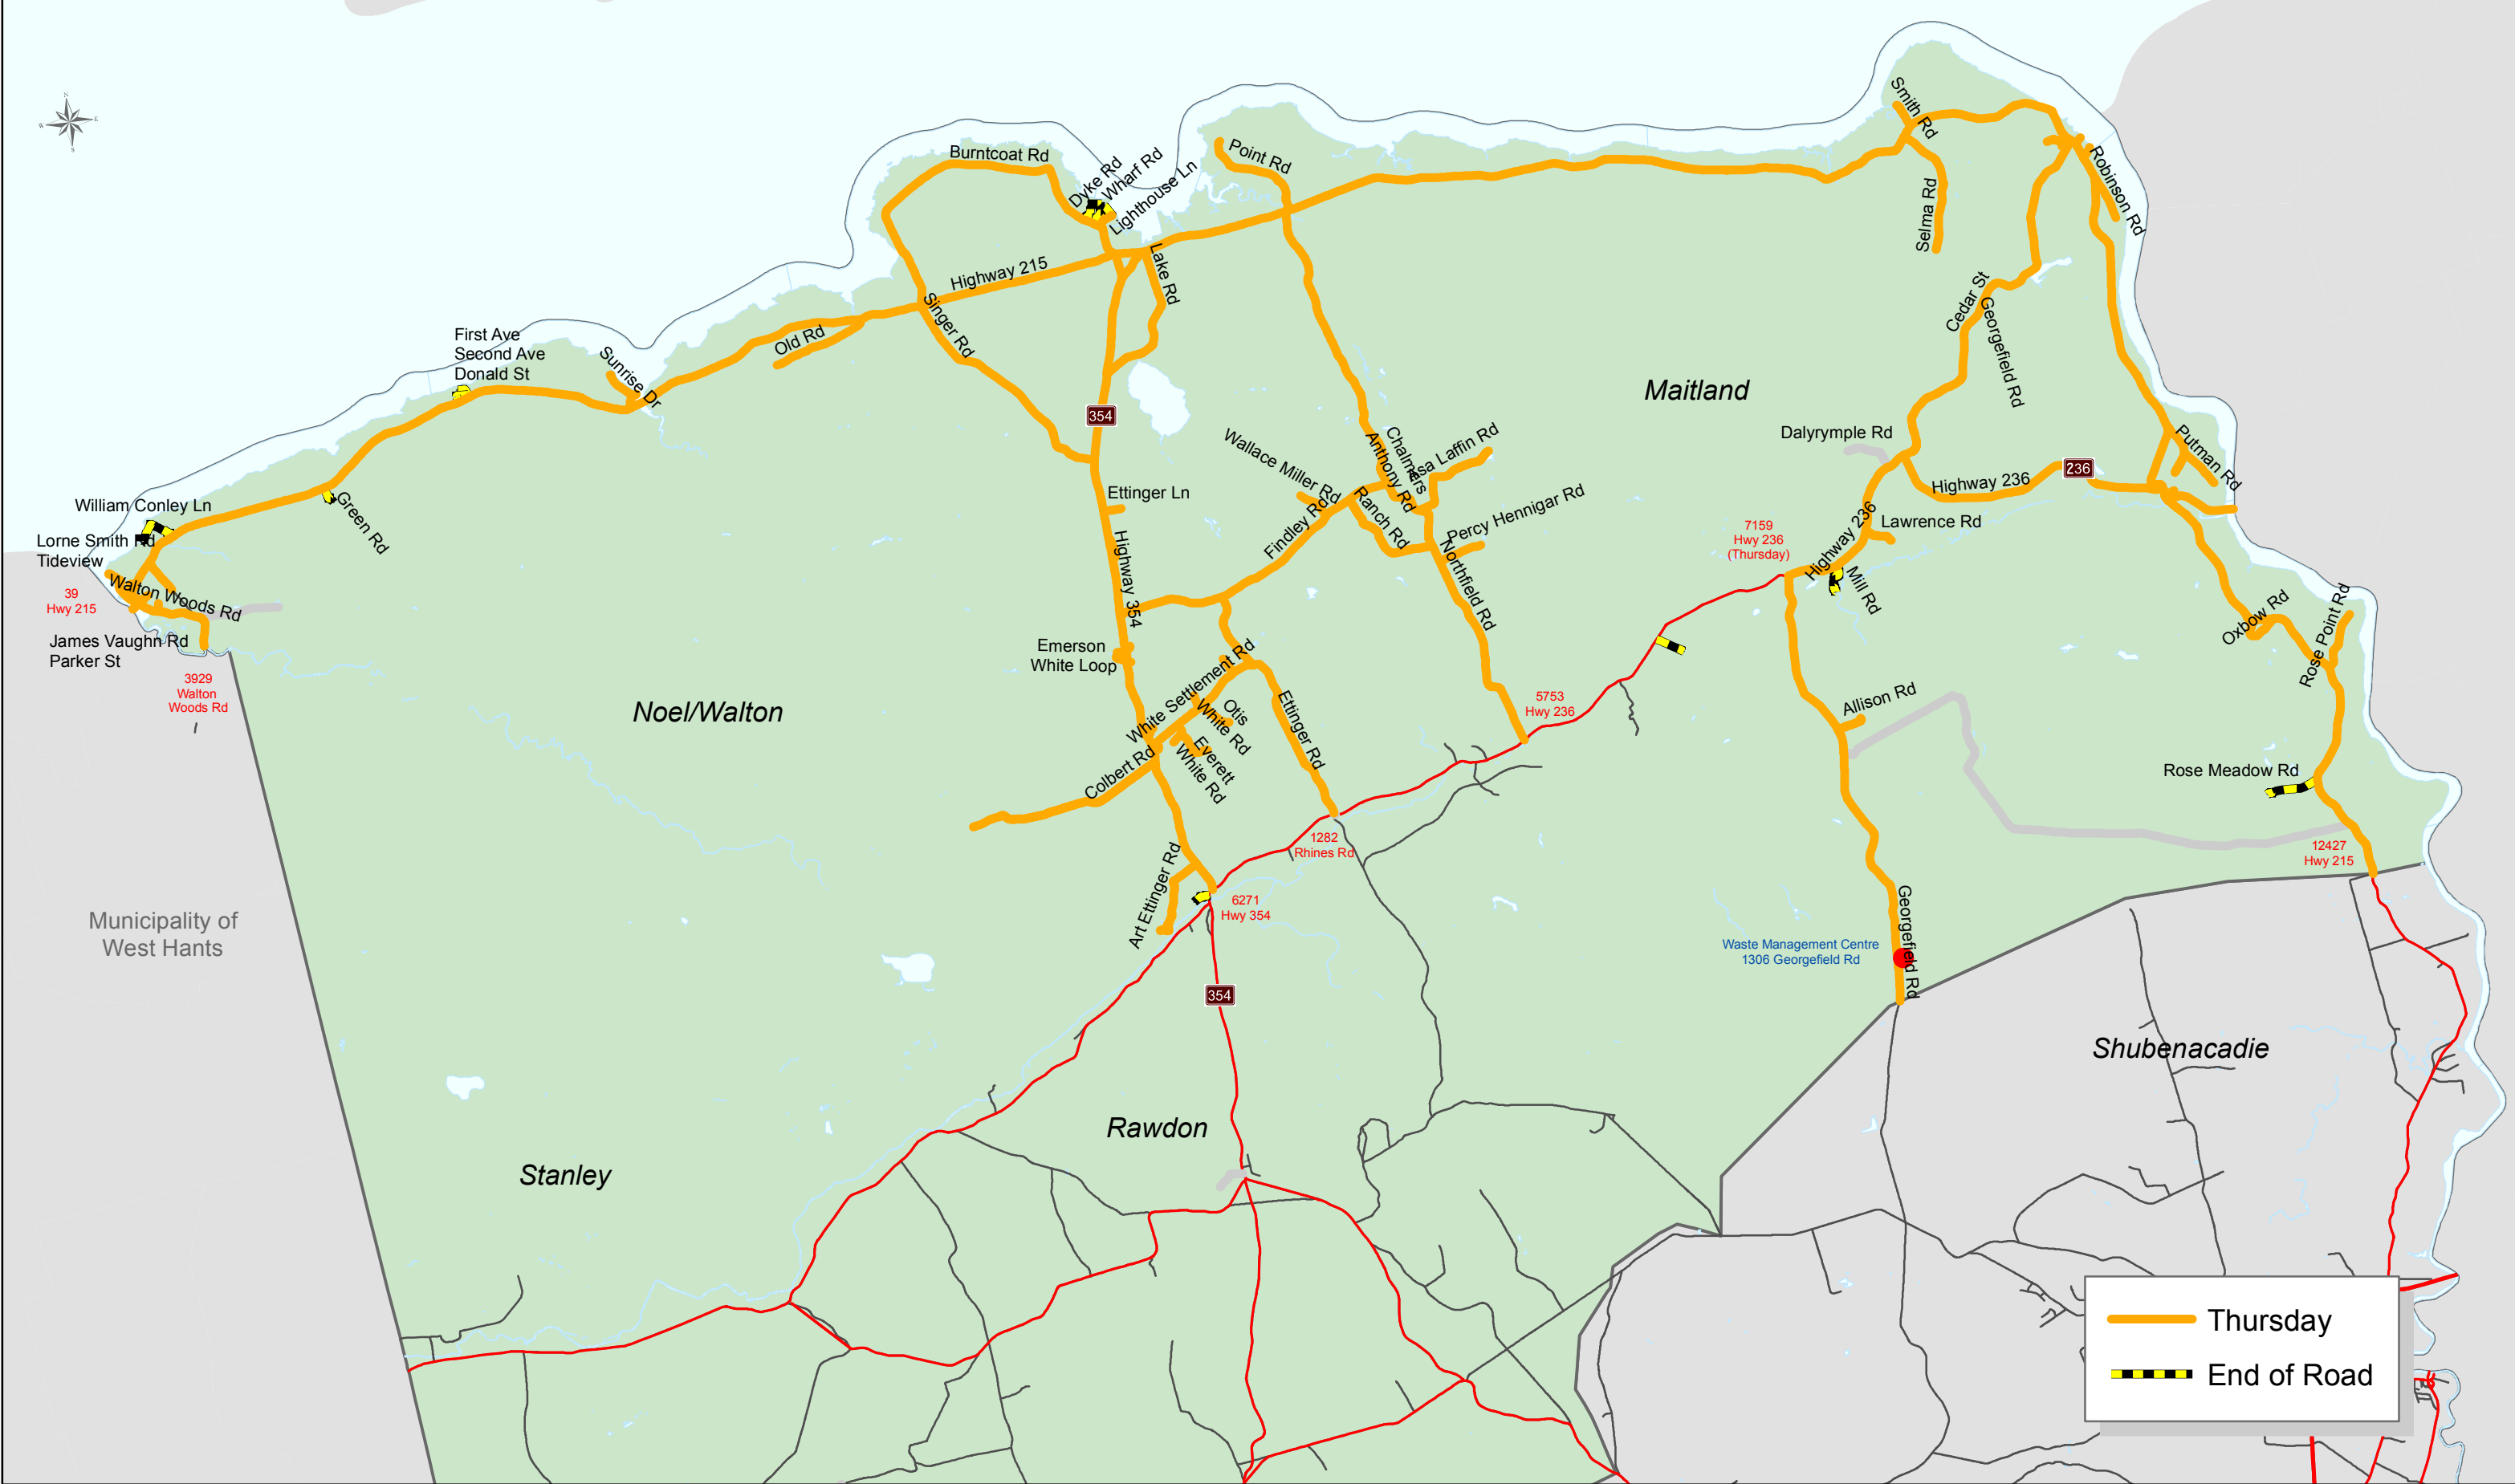 N
W
E
S
Smith Rd
Burntcoat Rd
Dyke Rd
Wharf Rd
Lighthouse Ln
Point Rd
Robinson Rd
Selma Rd
Highway 215
Lake Rd
Singer Rd
Old Rd
Cedar St
Georgefield Rd
First Ave
Second Ave
Donald St
Sunrise Dr
Maitland
354
Wallace Miller Rd
Chalmers
Anthony Rd
Asa Laffin Rd
Dalyrymple Rd
Putman Rd
236
Highway 236
William Conley Ln
Green Rd
Ettinger Ln
Ranch Rd
Findley Rd
Percy Hennigar Rd
Northfield Rd
Lawrence Rd
7159
Hwy 236
(Thursday)
Highway 236
Mill Rd
Lorne Smith Rd
Tideview
39
Hwy 215
Walton Woods Rd
Highway 354
James Vaughn Rd
Parker St
Emerson
White Loop
Oxbow Rd
Rose Point Rd
3929
Walton
Woods Rd
Noel/Walton
White Settlement Rd
Otis
White Rd
Everett
White Rd
Ettinger Rd
5753
Hwy 236
Allison Rd
Colbert Rd
Rose Meadow Rd
1282
Rhines Rd
12427
Hwy 215
Art Ettinger Rd
6271
Hwy 354
Municipality of
West Hants
Waste Management Centre
1306 Georgefield Rd
Georgefield Rd
354
Shubenacadie
Rawdon
Stanley
Thursday
End of Road